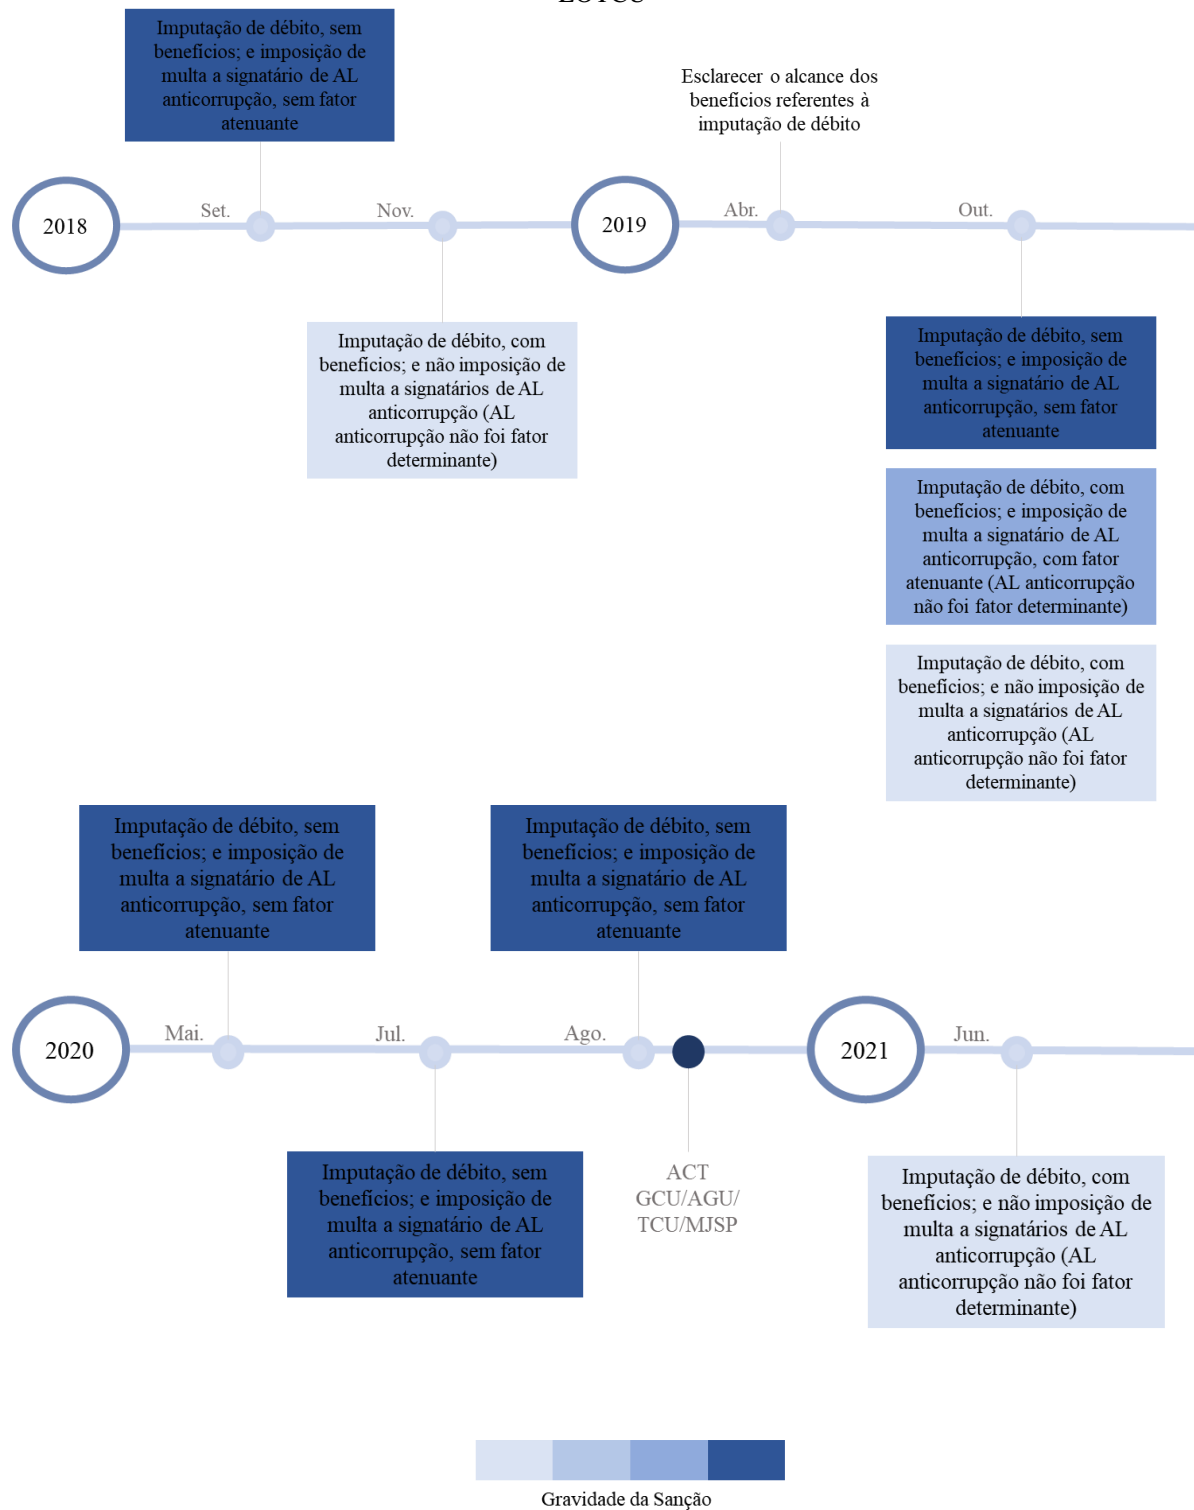 Imputação de débito, sem
benefícios; e imposição de
multa a signatário de AL
anticorrupção, sem fator
atenuante
Esclarecer o alcance dos
benefícios referentes à
imputação de débito
2018
Set.
Nov.
2019
Abr.
Out.
Imputação de débito, com
benefícios; e não imposição de
multa a signatários de AL
anticorrupção (AL
anticorrupção não foi fator
determinante)
Imputação de débito, sem
benefícios; e imposição de
multa a signatário de AL
anticorrupção, sem fator
atenuante
Imputação de débito, com
benefícios; e imposição de
multa a signatário de AL
anticorrupção, com fator
atenuante (AL anticorrupção
não foi fator determinante)
Imputação de débito, com
benefícios; e não imposição de
multa a signatários de AL
anticorrupção (AL
anticorrupção não foi fator
determinante)
Imputação de débito, sem
benefícios; e imposição de
multa a signatário de AL
anticorrupção, sem fator
atenuante
Imputação de débito, sem
benefícios; e imposição de
multa a signatário de AL
anticorrupção, sem fator
atenuante
2020
Mai.
Jul.
Ago.
2021
Jun.
Imputação de débito, sem
benefícios; e imposição de
multa a signatário de AL
anticorrupção, sem fator
atenuante
ACT
GCU/AGU/
TCU/MJSP
Imputação de débito, com
benefícios; e não imposição de
multa a signatários de AL
anticorrupção (AL
anticorrupção não foi fator
determinante)
Gravidade da Sanção